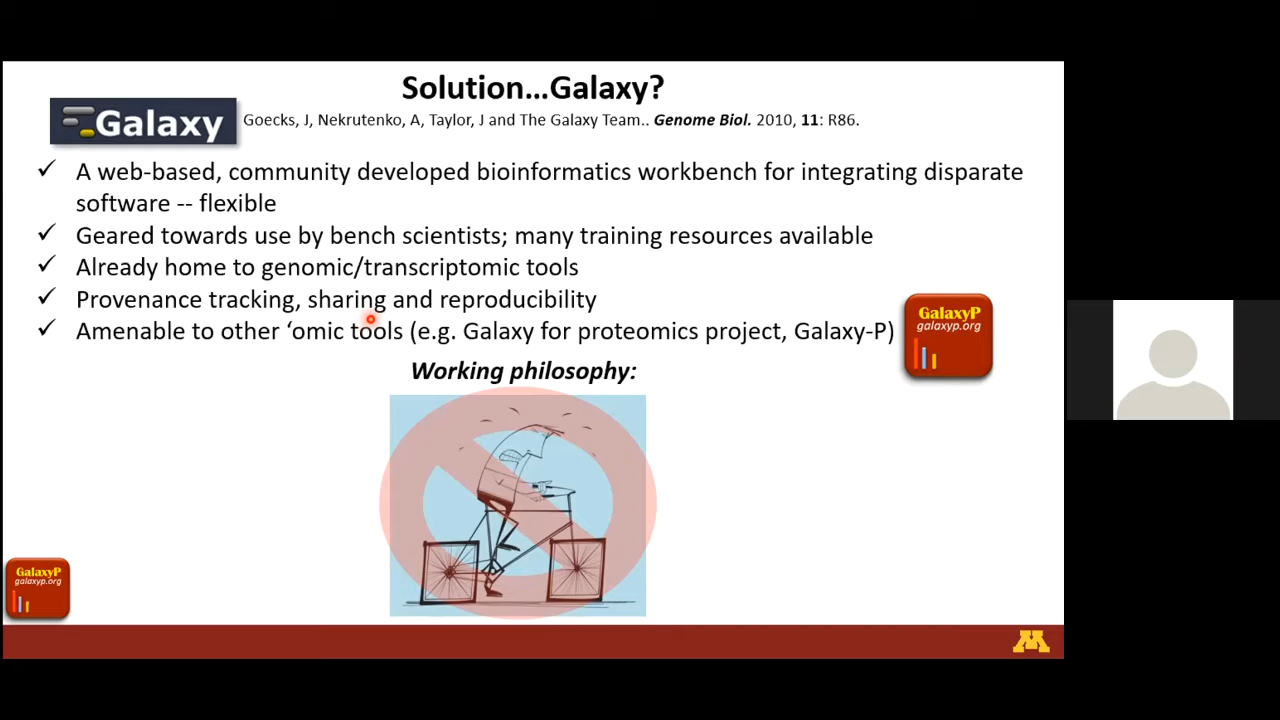 Solution...Galaxy?
Galaxy
Goecks, J, Nekrutenko, A, Taylor, J and The Galaxy Team.. Genome Biol. 2010, 11: R86.
✓ A web-based, community developed bioinformatics workbench for integrating disparate
software -- flexible
✓ Geared towards use by bench scientists; many training resources available
✓ Already home to genomic/transcriptomic tools
✓ Provenance tracking, sharing and reproducibility
✓ Amenable to other ‘omic tools (e.g. Galaxy for proteomics project, Galaxy-P)
GalaxyP
galaxyp.org
Working philosophy:
GalaxyP
galaxyp.org
M